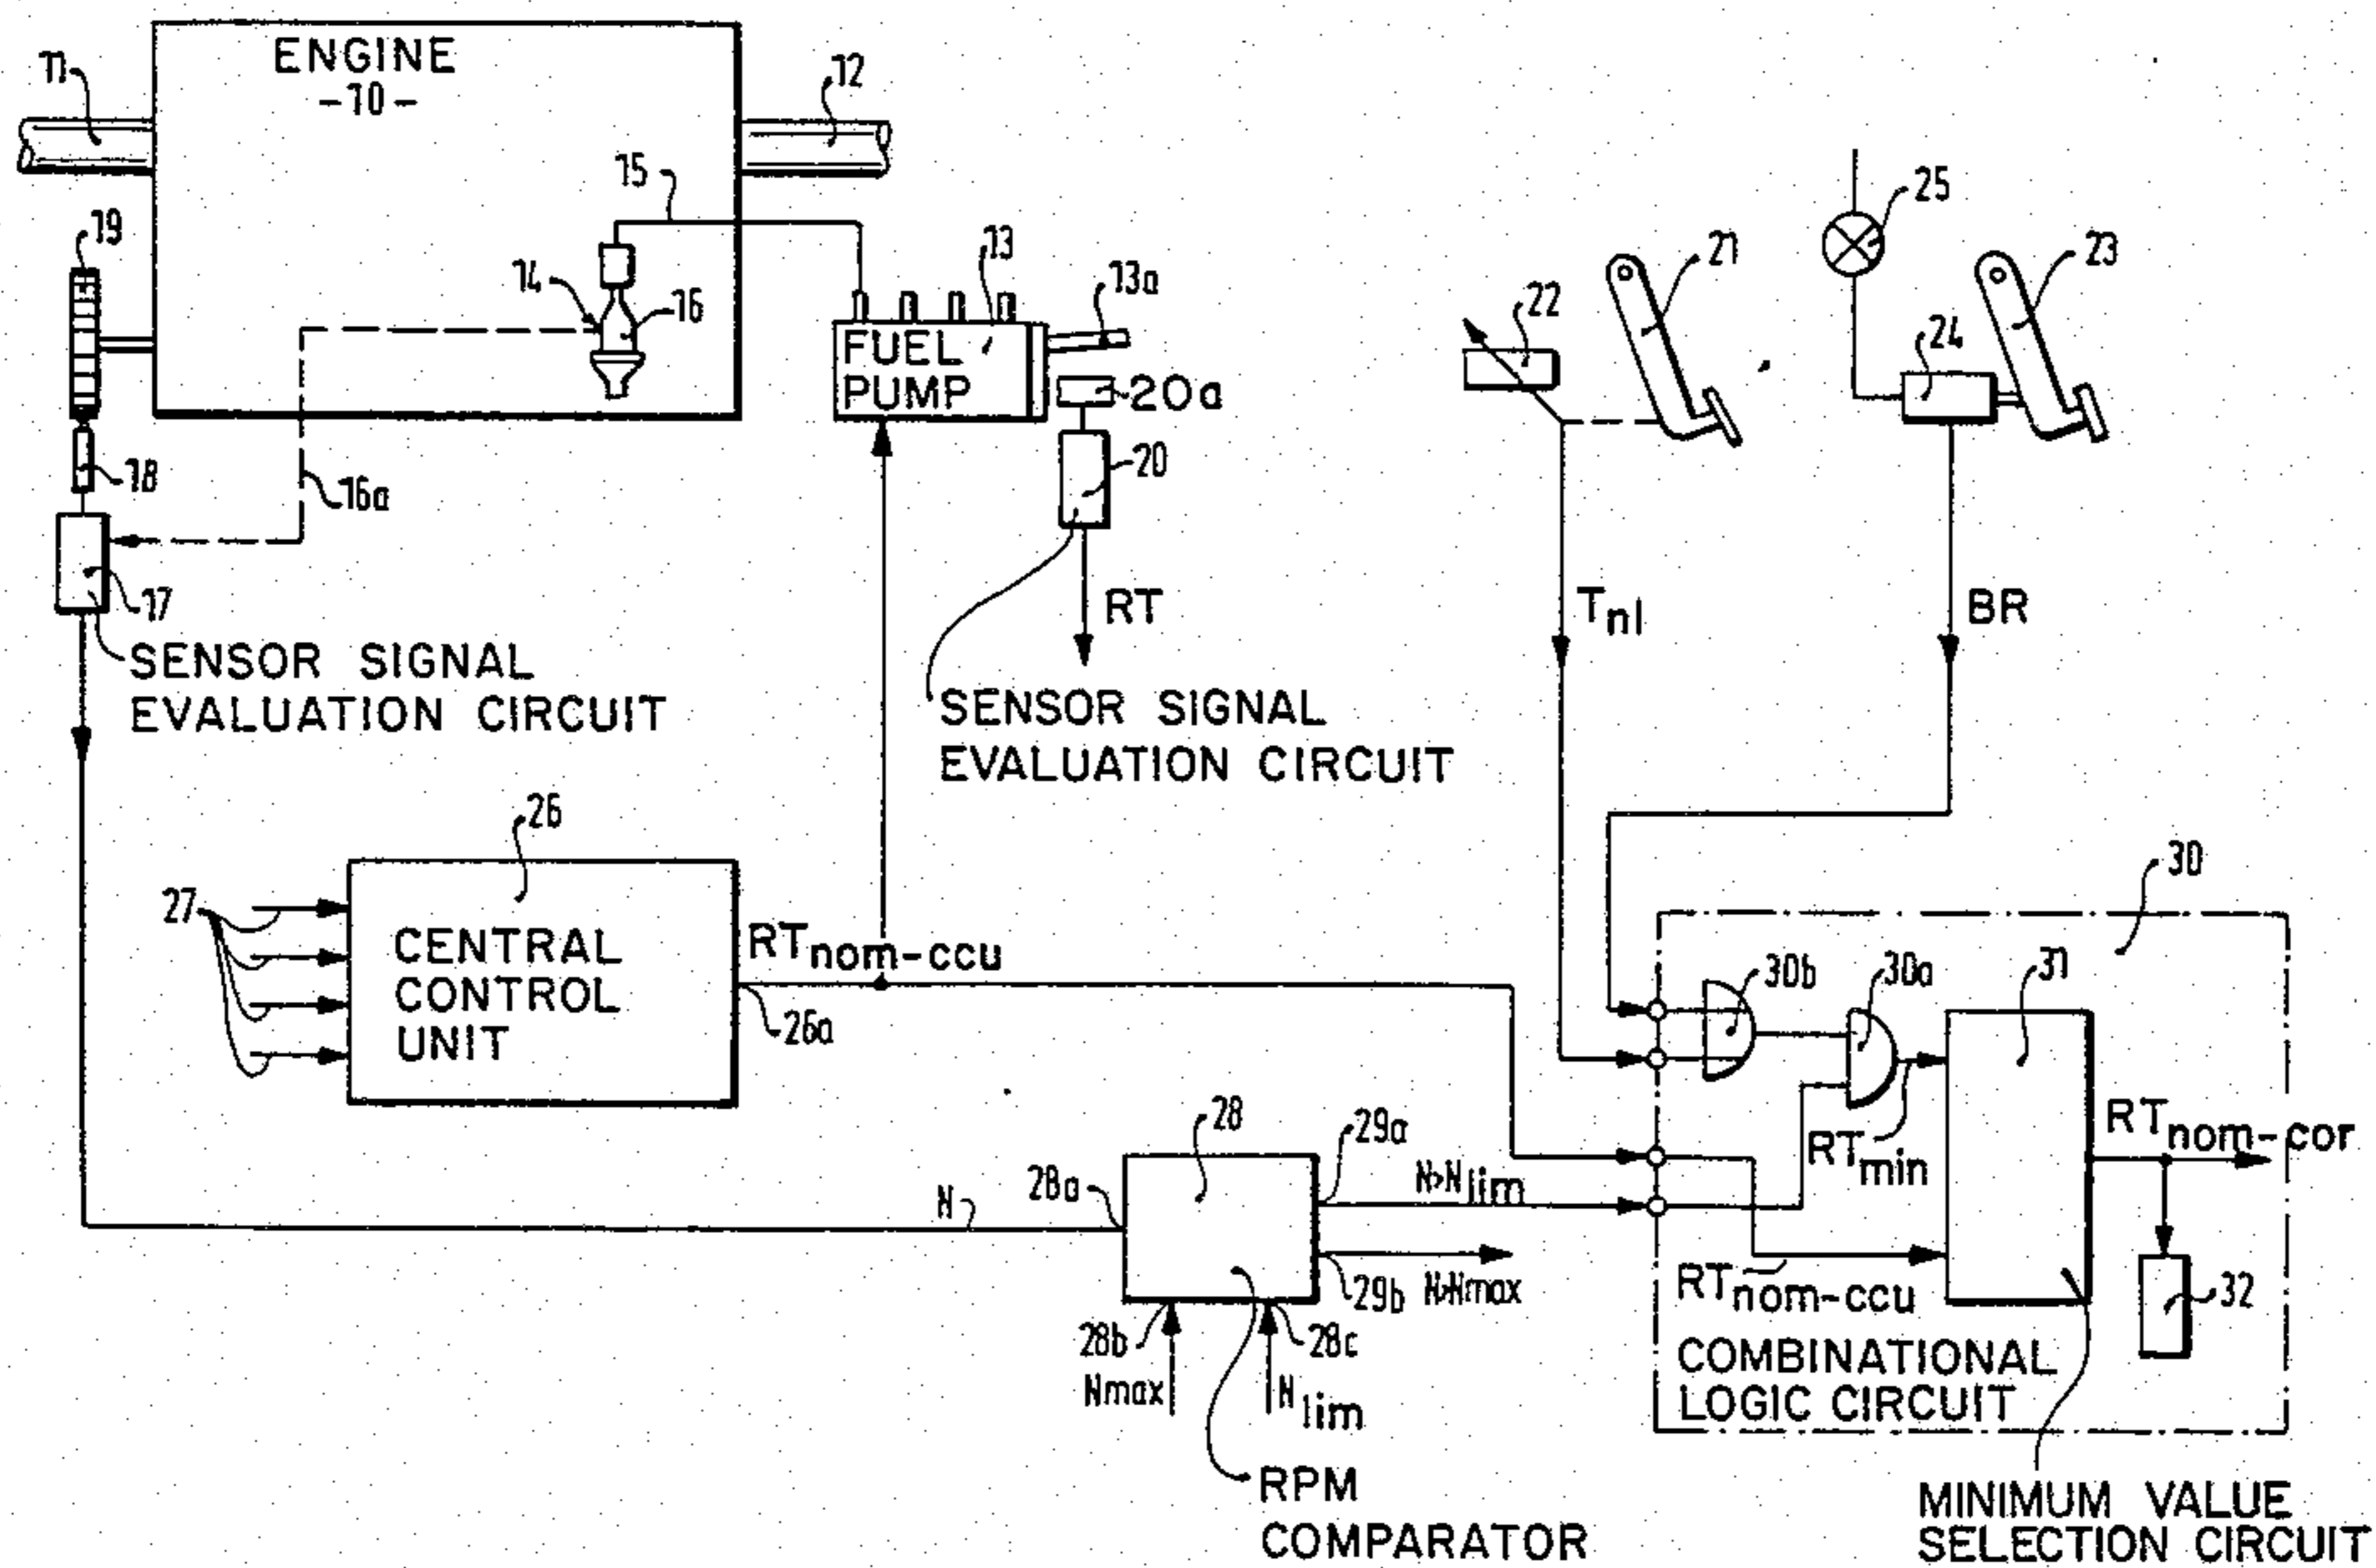 ENGINE
-10-
11
12
15
19
14
16
13
13a
FUEL
PUMP
20a
20
18
16a
17
SENSOR SIGNAL
EVALUATION CIRCUIT
RT
SENSOR SIGNAL
EVALUATION CIRCUIT
22
21
25
23
24
Tnl
BR
26
27
CENTRAL
CONTROL
UNIT
RTnom-ccu
26a
30
30b
30a
31
RTmin
RTnom-cor
32
RTnom-ccu
COMBINATIONAL
LOGIC CIRCUIT
N
28a
28
29a
N>Nlim
29b
N>Nmax
28b
28c
Nmax
Nlim
RPM
COMPARATOR
MINIMUM VALUE
SELECTION CIRCUIT